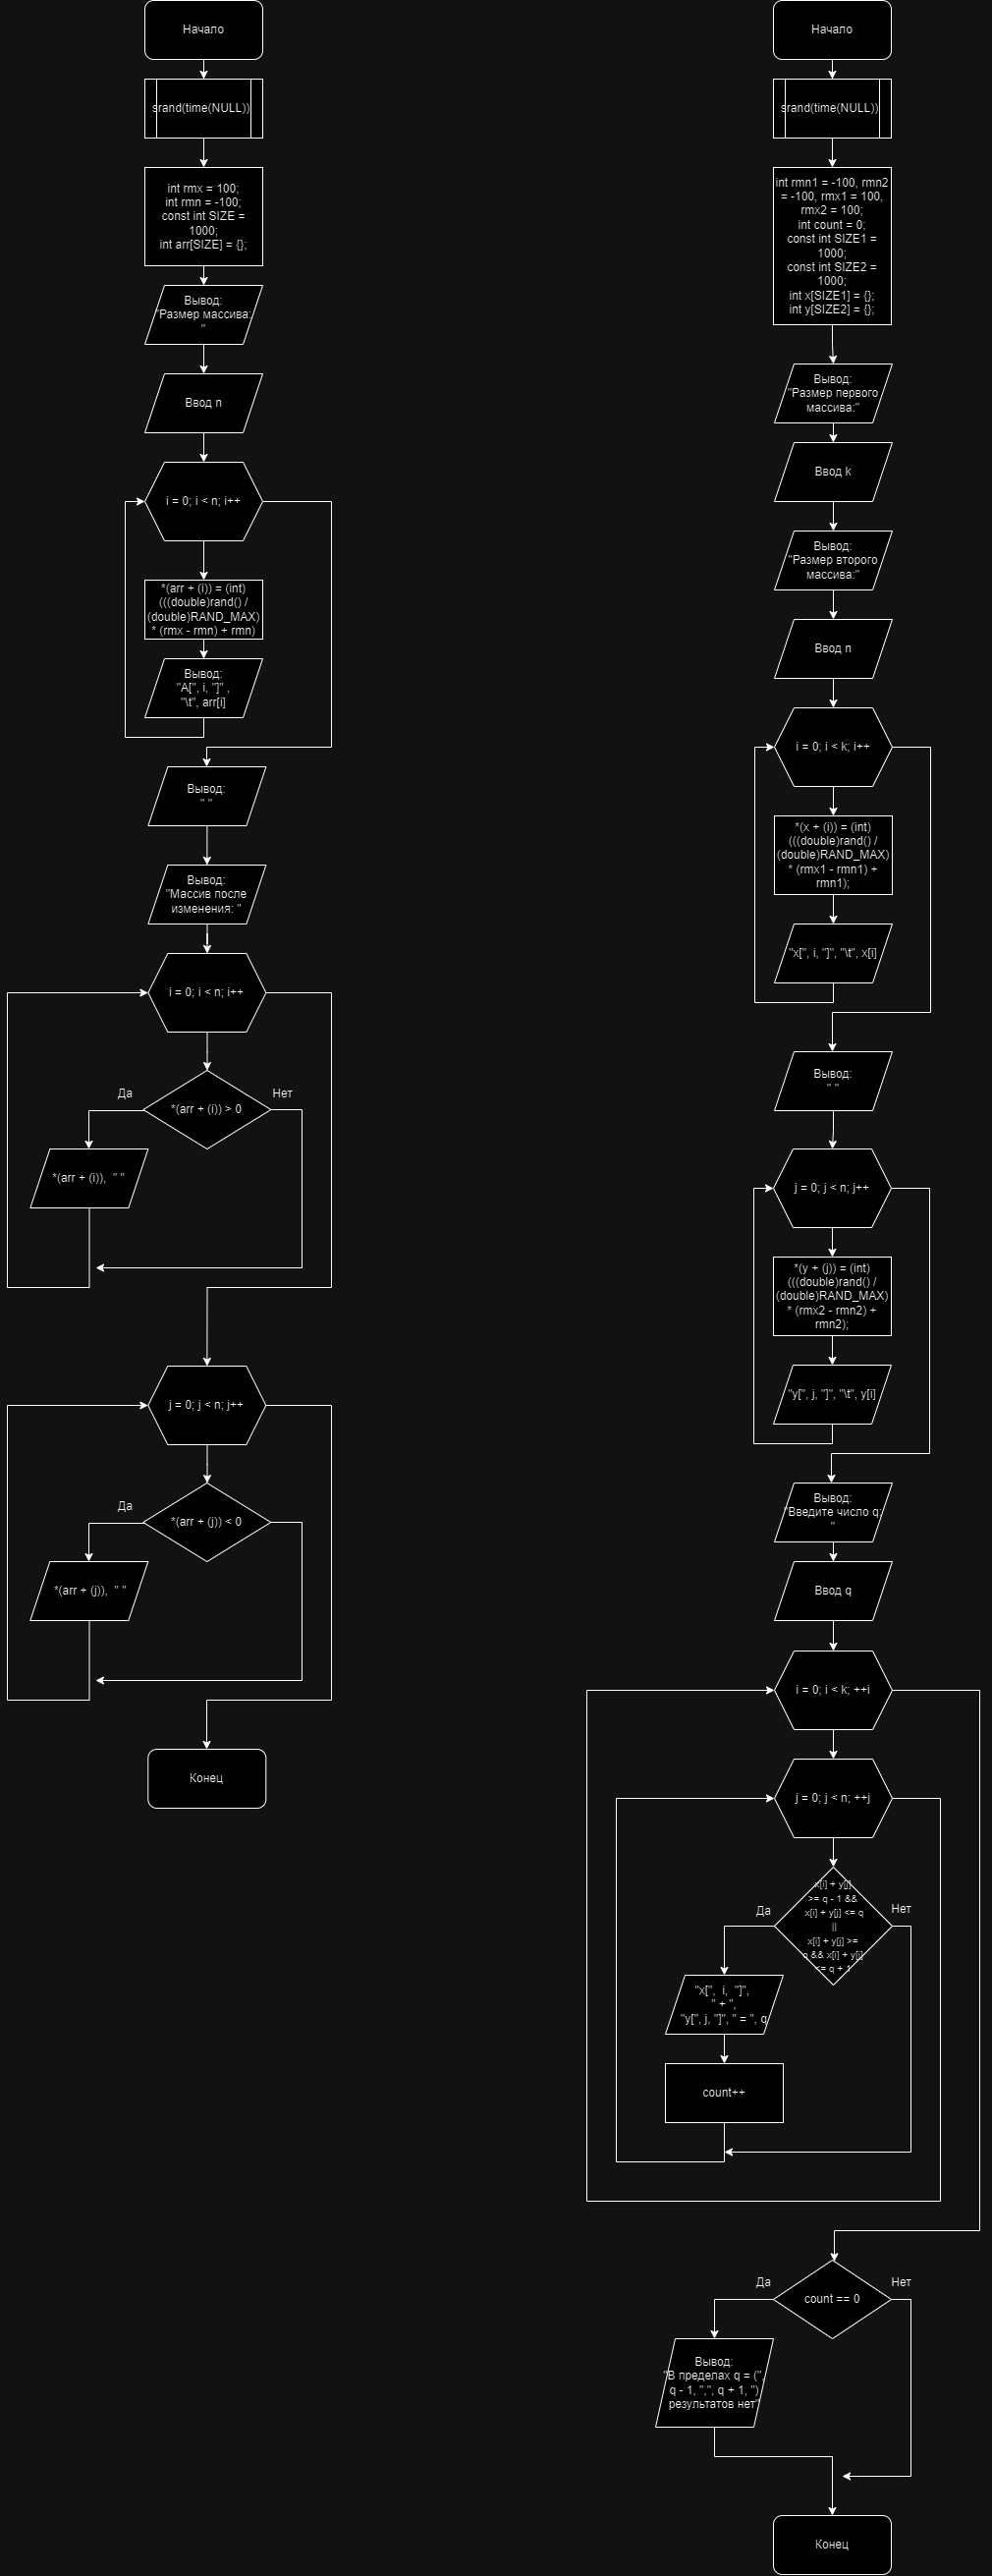 Начало
srand(time(NULL))
int rmx = 100;
int rmn = -100;
const int SIZE =
1000;
int arr[SIZE] = {};
Вывод:
"Размер массива:
"
Ввод n
i = 0; i < n; i++
*(arr + (i)) = (int)
(((double)rand() /
(double)RAND_MAX)
* (rmx - rmn) + rmn)
Вывод:
"A[", i, "]" ,
"\t", arr[i]
Вывод:
" "
Вывод:
"Массив после
изменения: "
i = 0; i < n; i++
Да
*(arr + (i)) > 0
Нет
*(arr + (i)),  " "
j = 0; j < n; j++
Да
*(arr + (j)) < 0
*(arr + (j)),  " "
Конец
Начало
srand(time(NULL))
int rmn1 = -100, rmn2
= -100, rmx1 = 100,
rmx2 = 100;
int count = 0;
const int SIZE1 =
1000;
const int SIZE2 =
1000;
int x[SIZE1] = {};
int y[SIZE2] = {};
Вывод:
"Размер первого
массива:"
Ввод k
Вывод:
"Размер второго
массива:"
Ввод n
i = 0; i < k; i++
*(x + (i)) = (int)
(((double)rand() /
(double)RAND_MAX)
* (rmx1 - rmn1) +
rmn1);
"x[", i, "]", "\t", x[i]
Вывод:
" "
j = 0; j < n; j++
*(y + (j)) = (int)
(((double)rand() /
(double)RAND_MAX)
* (rmx2 - rmn2) +
rmn2);
"y[", j, "]", "\t", y[i]
Вывод:
"Введите число q:
"
Ввод q
i = 0; i < k; ++i
j = 0; j < n; ++j
x[i] + y[j]
>= q - 1 &&
x[i] + y[j] <= q
||
x[i] + y[j] >=
q && x[i] + y[j]
<= q + 1
Да
Нет
"x[",  i,  "]",
" + ",
"y[", j, "]", " = ", q
count++
Да
Нет
count == 0
Вывод:
"В пределах q = (",
q - 1, ",", q + 1, ")
результатов нет"
Конец